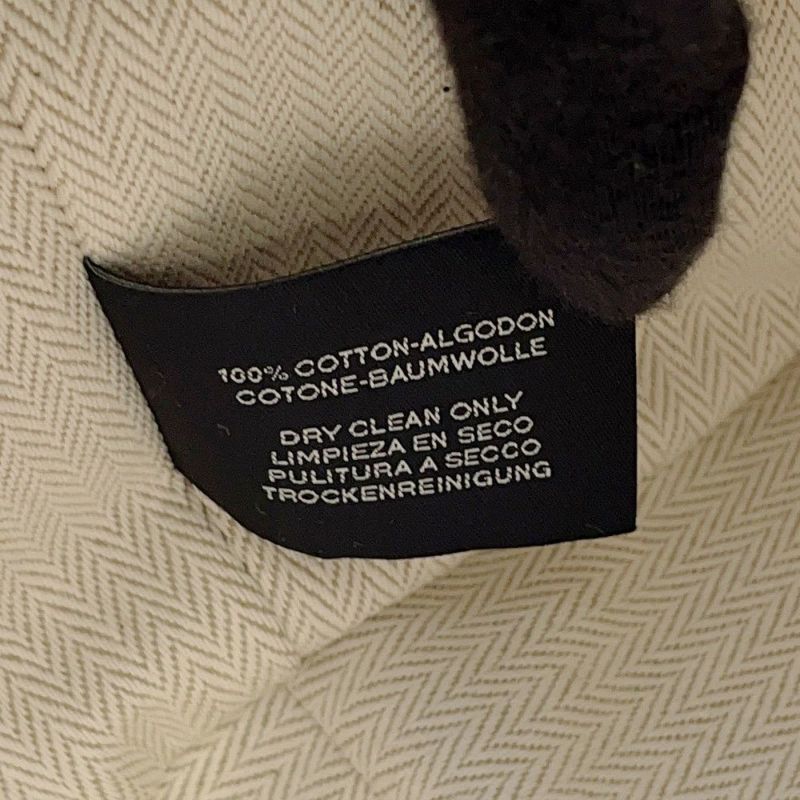 100% COTTON-ALGODON
COTONE-BAUMWOLLE
DRY CLEAN ONLY
LIMPIEZA EN SECO
PULITURA A SECCO
TROCKENREINIGUNG